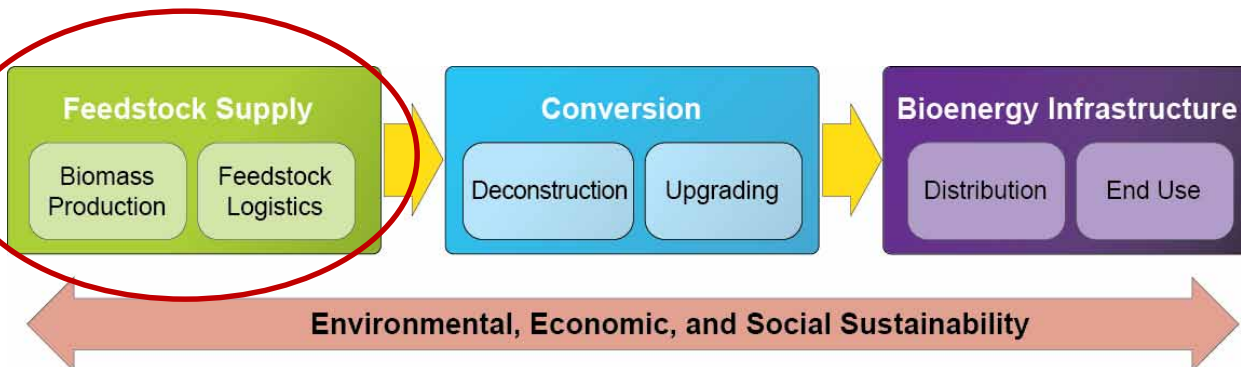 Feedstock Supply
Biomass
Production
Feedstock
Logistics
Conversion
Deconstruction
Upgrading
Bioenergy Infrastructure
Distribution
End Use
Environmental, Economic, and Social Sustainability